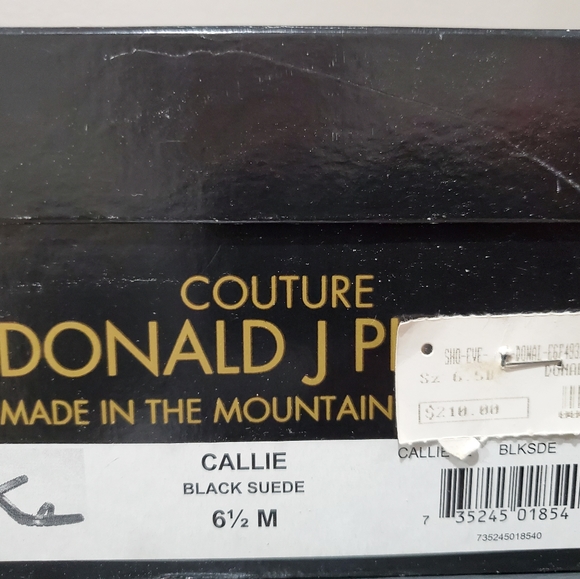 COUTURE
DONALD J P
MADE IN THE MOUNTAIN
SHO-EVE-
Sz 6.5
DONA
$210.00
CALLIE
BLACK SUEDE
6½ M
CALLIE
BLKSDE
7 35245 01854
735245018540